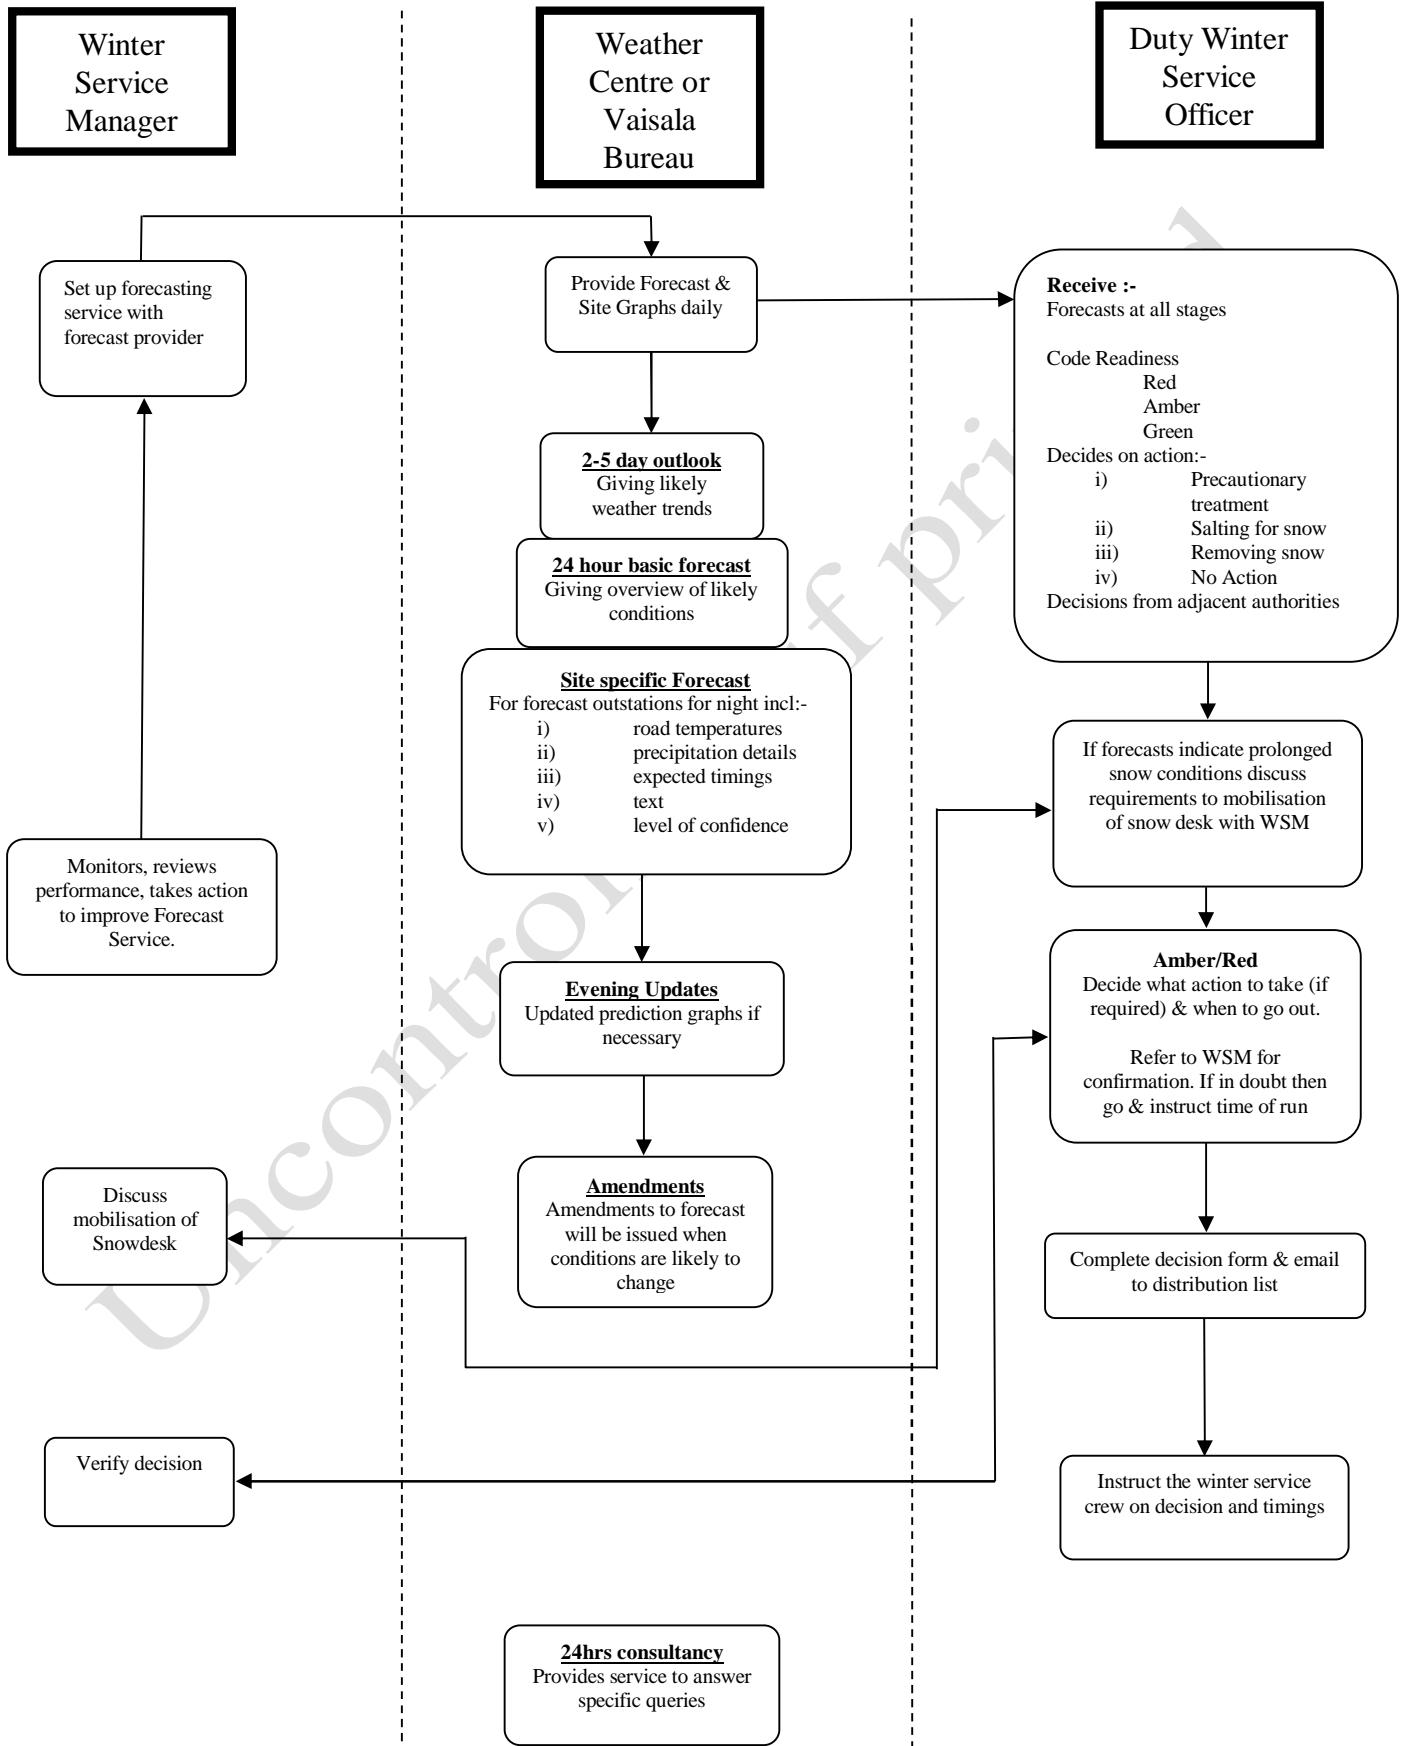 Winter
Service
Manager
Weather
Centre or
Vaisala
Bureau
Duty Winter
Service
Officer
Set up forecasting
service with
forecast provider
Monitors, reviews
performance, takes action
to improve Forecast
Service.
Discuss
mobilisation of
Snowdesk
Verify decision
Provide Forecast &
Site Graphs daily
2-5 day outlook
Giving likely
weather trends
24 hour basic forecast
Giving overview of likely
conditions
Site specific Forecast
For forecast outstations for night incl:-
i) road temperatures
ii) precipitation details
iii) expected timings
iv) text
v) level of confidence
Evening Updates
Updated prediction graphs if
necessary
Amendments
Amendments to forecast
will be issued when
conditions are likely to
change
24hrs consultancy
Provides service to answer
specific queries
Receive :-
Forecasts at all stages
Code Readiness
Red
Amber
Green
Decides on action:-
i) Precautionary
treatment
ii) Salting for snow
iii) Removing snow
iv) No Action
Decisions from adjacent authorities
If forecasts indicate prolonged
snow conditions discuss
requirements to mobilisation
of snow desk with WSM
Amber/Red
Decide what action to take (if
required) & when to go out.
Refer to WSM for
confirmation. If in doubt then
go & instruct time of run
Complete decision form & email
to distribution list
Instruct the winter service
crew on decision and timings